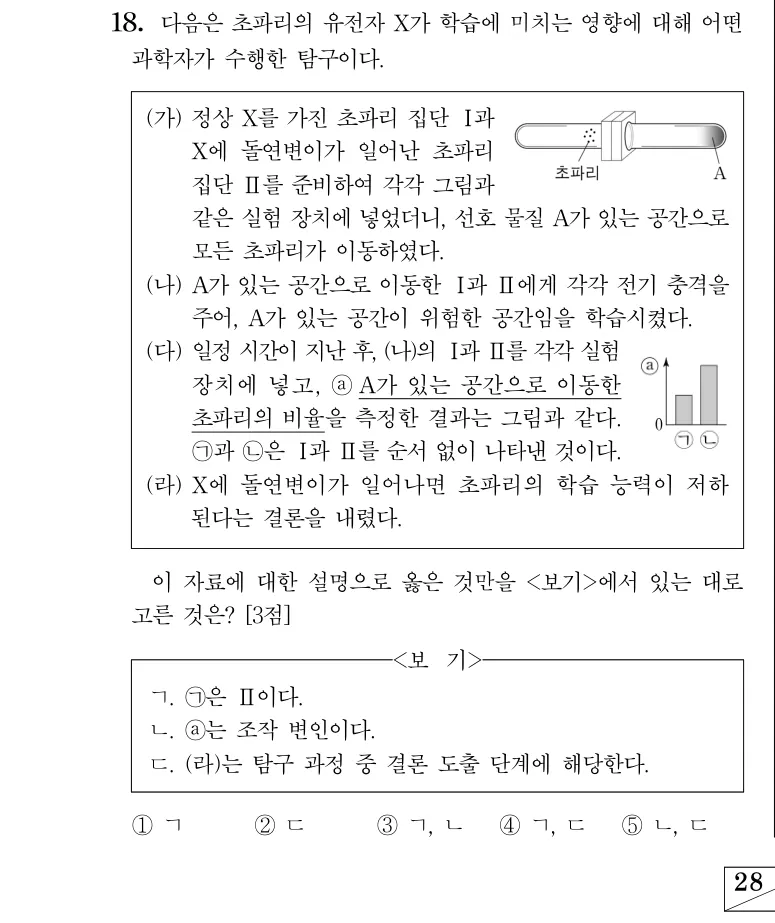 18. 다음은 초파리의 유전자 X가 학습에 미치는 영향에 대해 어떤
과학자가 수행한 탐구이다.
(가) 정상 X를 가진 초파리 집단 Ⅰ과
X에 돌연변이가 일어난 초파리
집단 Ⅱ를 준비하여 각각 그림과
같은 실험 장치에 넣었더니, 선호 물질 A가 있는 공간으로
모든 초파리가 이동하였다.
초파리
A
(나) A가 있는 공간으로 이동한 Ⅰ과 Ⅱ에게 각각 전기 충격을
주어, A가 있는 공간이 위험한 공간임을 학습시켰다.
(다) 일정 시간이 지난 후, (나)의 Ⅰ과 Ⅱ를 각각 실험
장치에 넣고, ⓐ A가 있는 공간으로 이동한
초파리의 비율을 측정한 결과는 그림과 같다.
㉠과 ㉡은 Ⅰ과 Ⅱ를 순서 없이 나타낸 것이다.
ⓐ
0
㉠ ㉡
(라) X에 돌연변이가 일어나면 초파리의 학습 능력이 저하
된다는 결론을 내렸다.
이 자료에 대한 설명으로 옳은 것만을 <보기>에서 있는 대로
고른 것은? [3점]
<보 기>
ㄱ. ㉠은 Ⅱ이다.
ㄴ. ⓐ는 조작 변인이다.
ㄷ. (라)는 탐구 과정 중 결론 도출 단계에 해당한다.
① ㄱ ② ㄷ ③ ㄱ, ㄴ ④ ㄱ, ㄷ ⑤ ㄴ, ㄷ
28